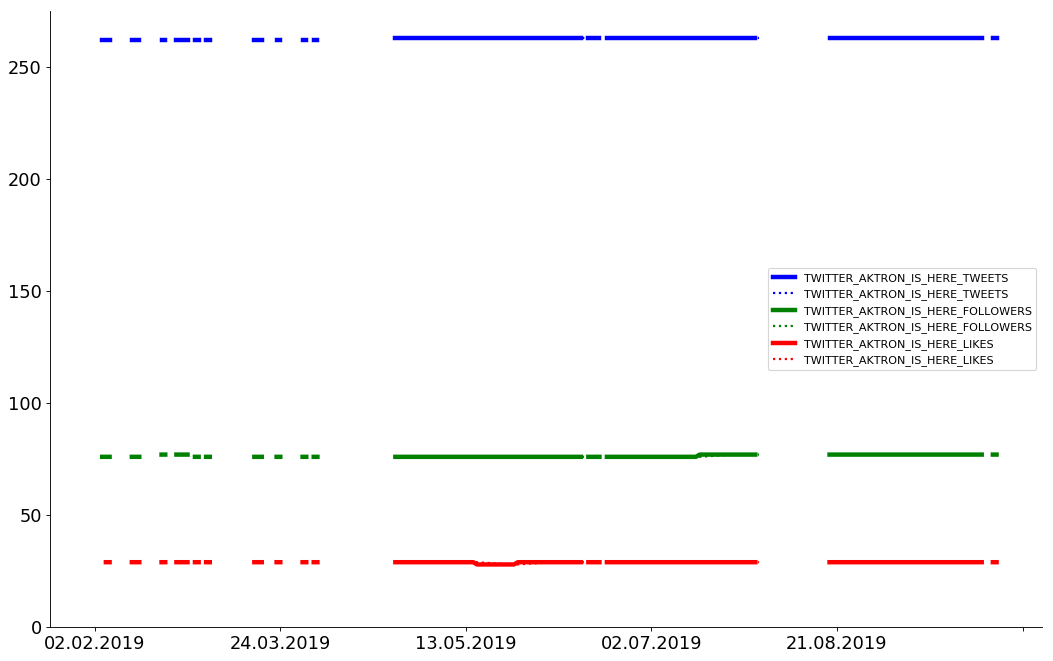 250
200
150
100
50
0
02.02.2019 24.03.2019 13.05.2019 02.07.2019 21.08.2019
TWITTER_AKTRON_IS_HERE_TWEETS
TWITTER_AKTRON_IS_HERE_TWEETS
TWITTER_AKTRON_IS_HERE_FOLLOWERS
TWITTER_AKTRON_IS_HERE_FOLLOWERS
TWITTER_AKTRON_IS_HERE_LIKES
TWITTER_AKTRON_IS_HERE_LIKES